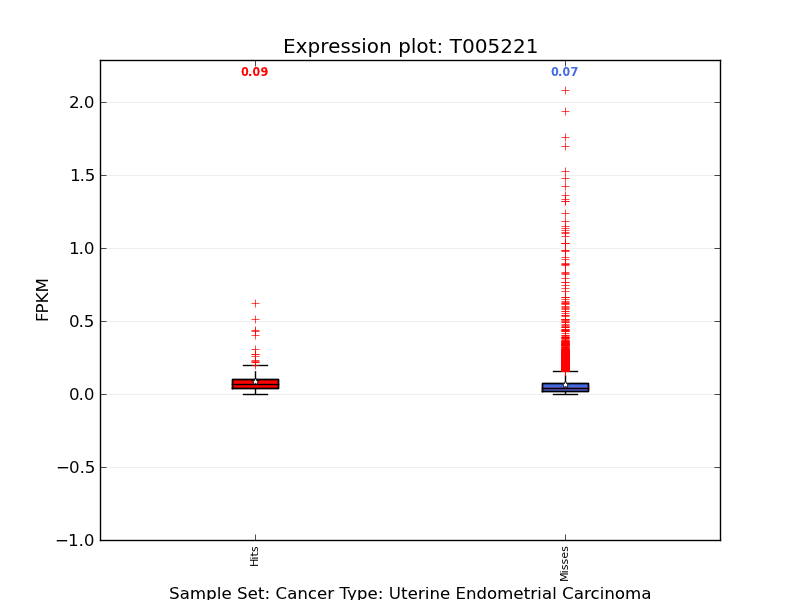 Expression plot: T005221
0.09
0.07
2.0
1.5
1.0
0.5
0.0
−0.5
−1.0
FPKM
Hits
Misses
Sample Set: Cancer Type: Uterine Endometrial Carcinoma